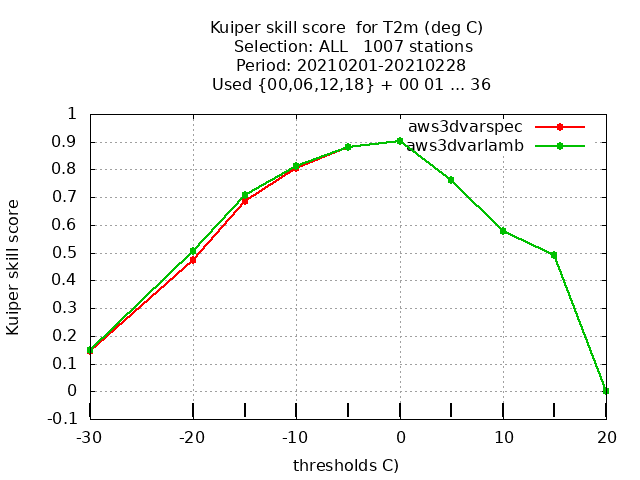 Kuiper skill score  for T2m (deg C)
Selection: ALL   1007 stations
Period: 20210201-20210228
Used {00,06,12,18} + 00 01 ... 36
aws3dvarspec
aws3dvarlamb
Kuiper skill score
1
0.9
0.8
0.7
0.6
0.5
0.4
0.3
0.2
0.1
0
-0.1
-30 -20 -10 0 10 20
thresholds C)